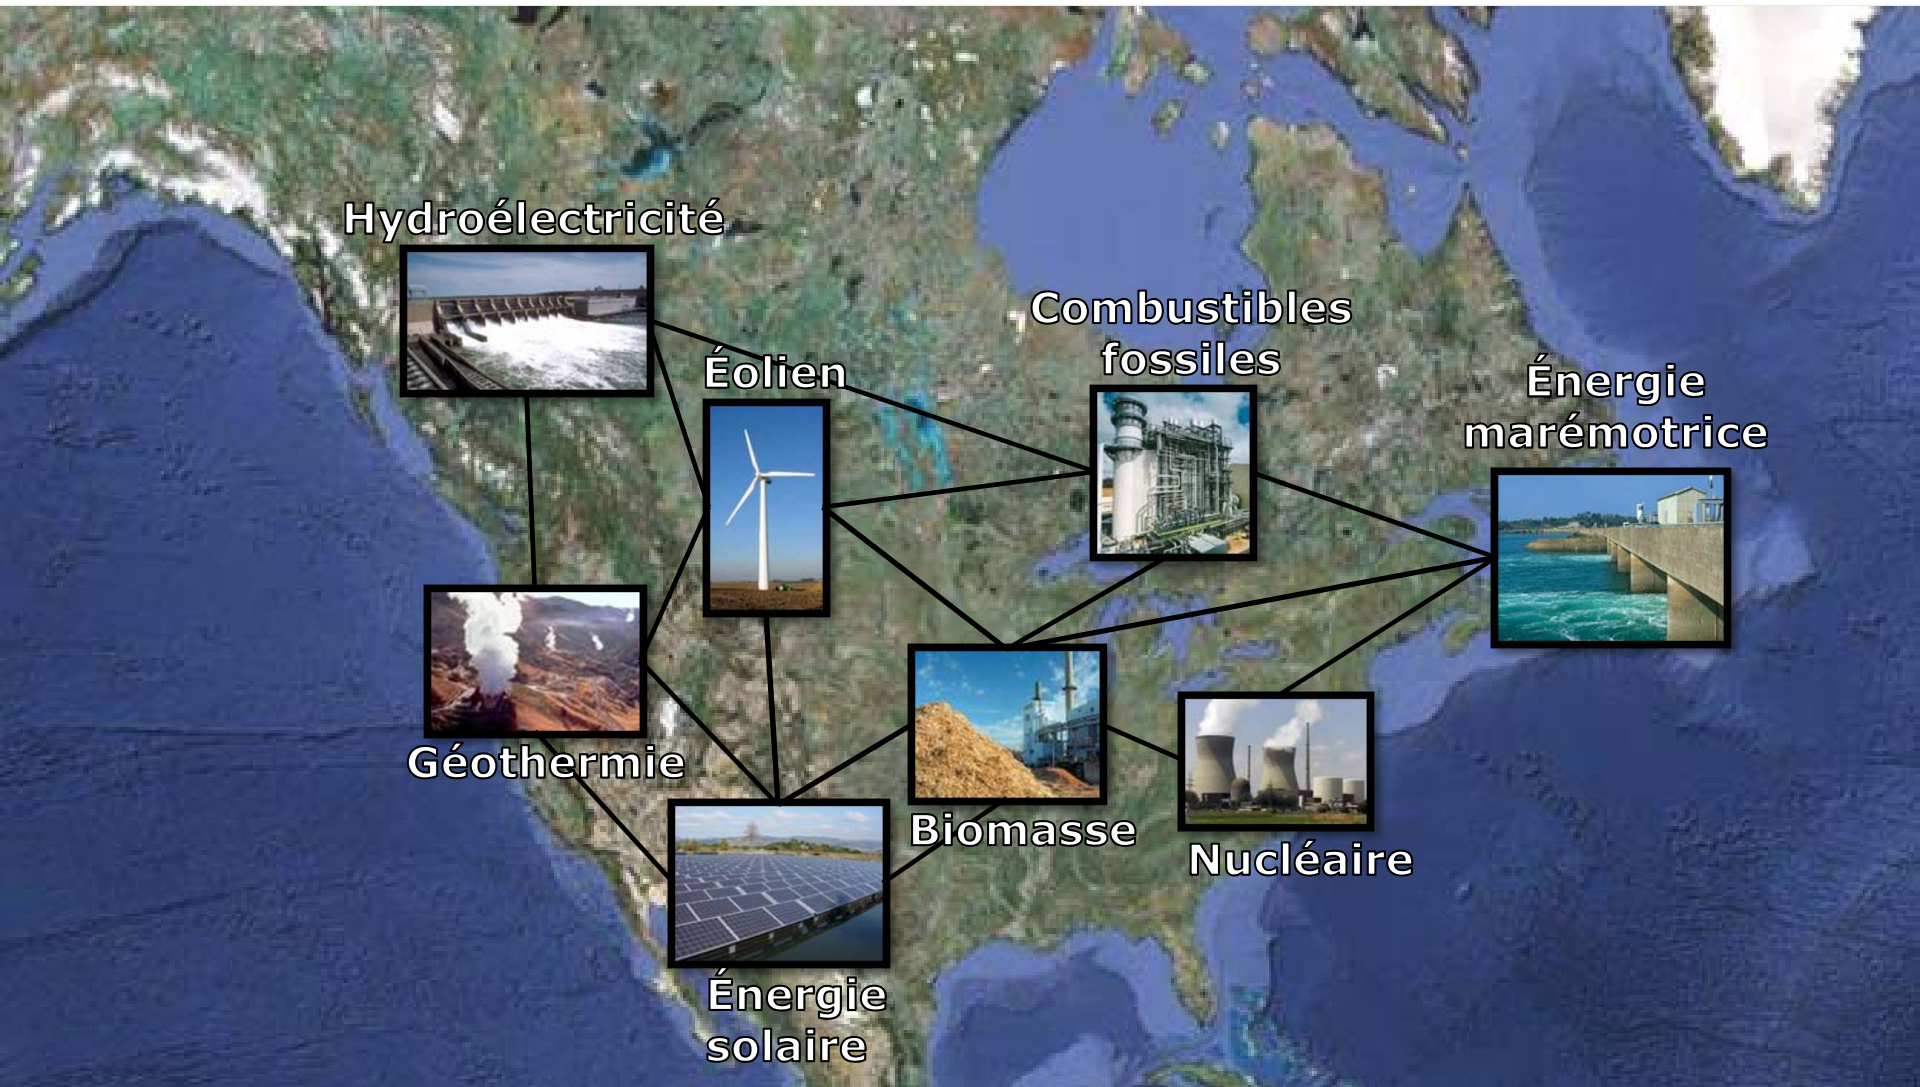 Hydroélectricité
Combustibles
fossiles
Éolien
Énergie
marémotrice
Géothermie
Biomasse
Nucléaire
Énergie
solaire